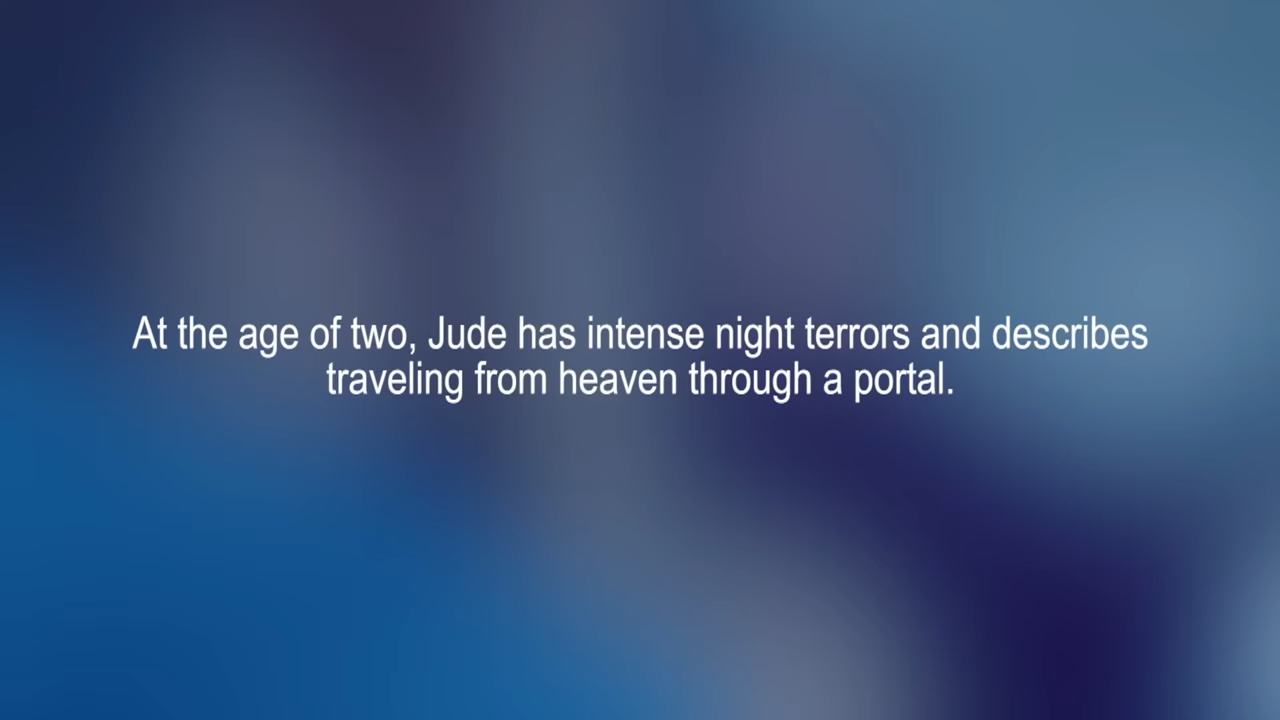 At the age of two, Jude has intense night terrors and describes
traveling from heaven through a portal.